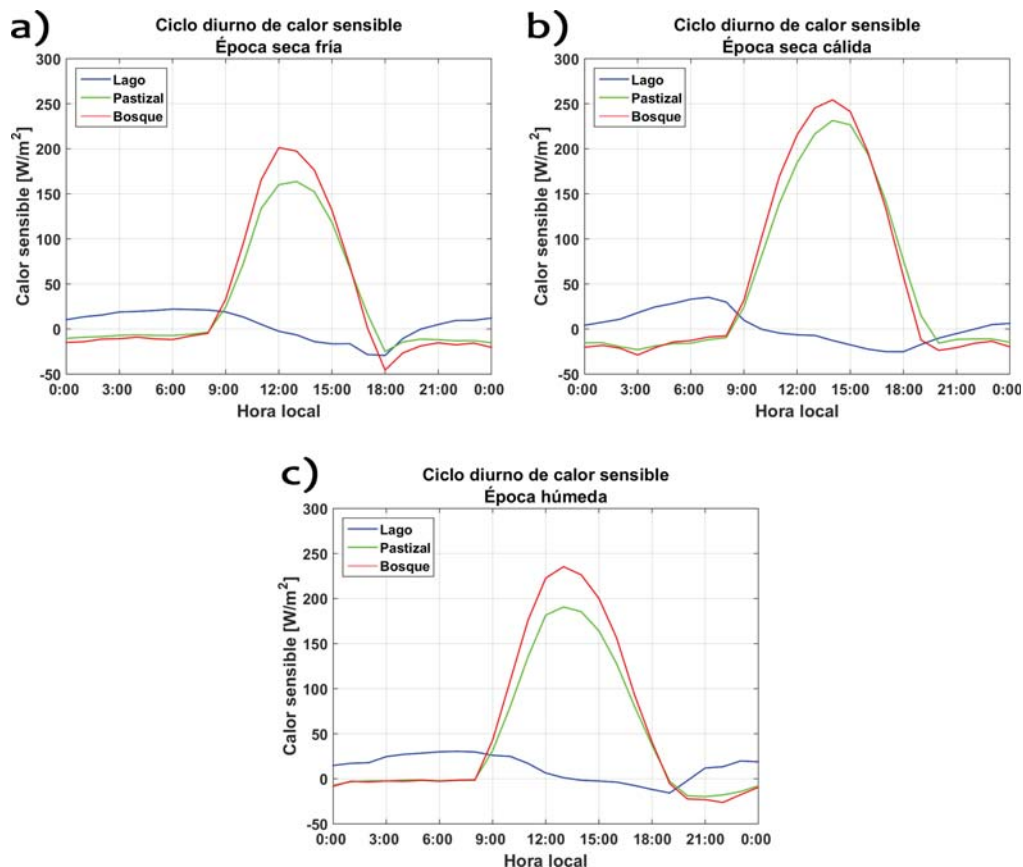 a)
Ciclo diurno de calor sensible
Época seca fría
300
250
200
150
100
50
0
-50
Calor sensible [W/m²]
Lago
Pastizal
Bosque
0:00 3:00 6:00 9:00 12:00 15:00 18:00 21:00 0:00
Hora local
b)
Ciclo diurno de calor sensible
Época seca cálida
300
250
200
150
100
50
0
-50
Calor sensible [W/m²]
Lago
Pastizal
Bosque
0:00 3:00 6:00 9:00 12:00 15:00 18:00 21:00 0:00
Hora local
c)
Ciclo diurno de calor sensible
Época húmeda
300
250
200
150
100
50
0
-50
Calor sensible [W/m²]
Lago
Pastizal
Bosque
0:00 3:00 6:00 9:00 12:00 15:00 18:00 21:00 0:00
Hora local